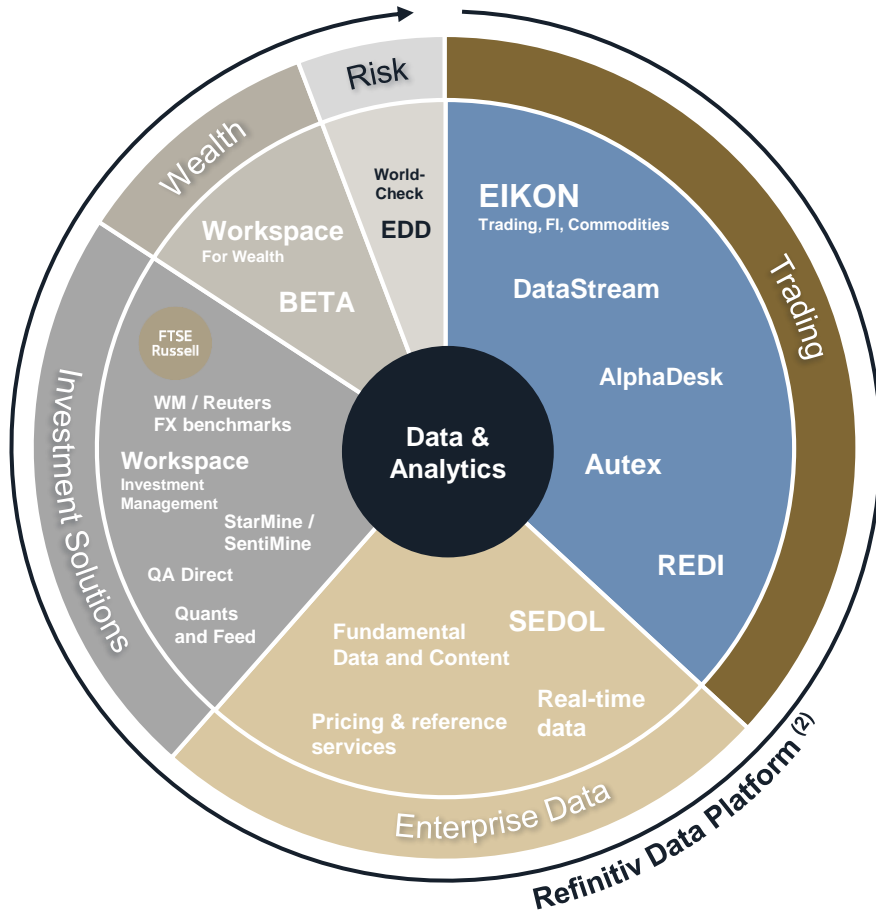 Risk
Wealth
Trading
Investment Solutions
Enterprise Data
World-
Check
EDD
EIKON
Trading, FI, Commodities
DataStream
AlphaDesk
Autex
REDI
Workspace
For Wealth
BETA
FTSE
Russell
WM / Reuters
FX benchmarks
Workspace
Investment
Management
StarMine /
SentiMine
QA Direct
Quants
and Feed
Data &
Analytics
SEDOL
Fundamental
Data and Content
Real-time
data
Pricing & reference
services
Refinitiv Data Platform (2)